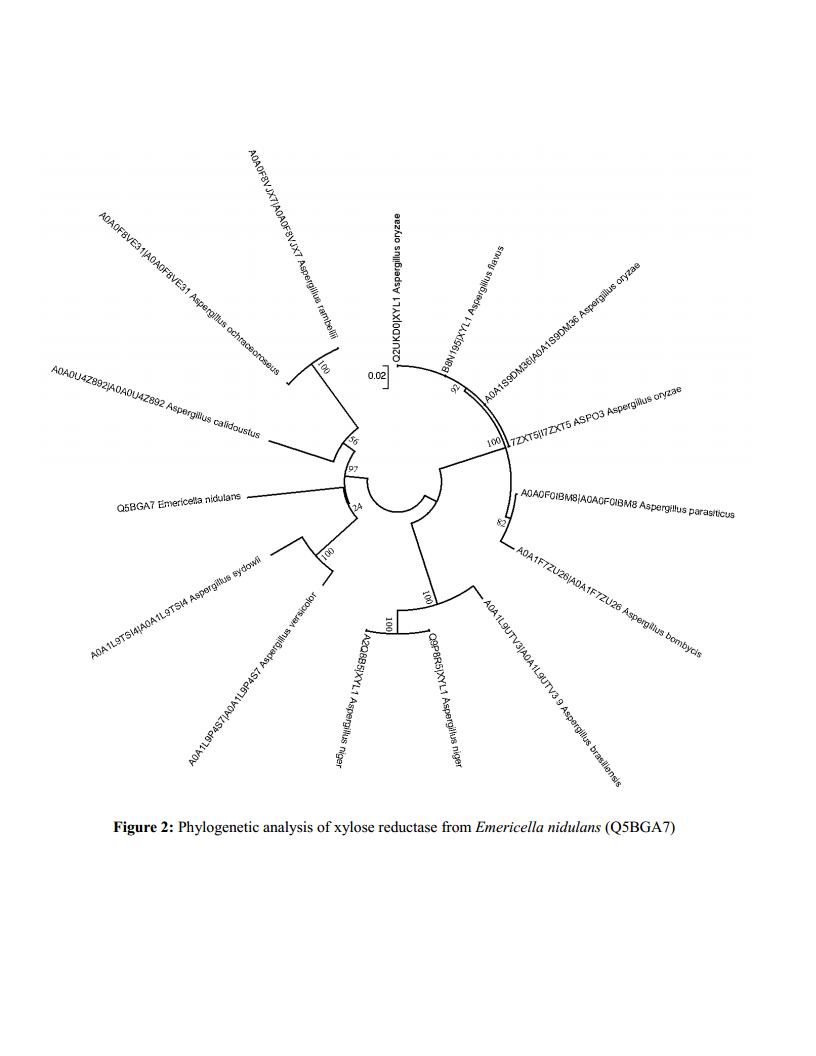 A0A0F8VJX7|A0A0F8VJX7 Aspergillus rambellii
Q2UKD0|XYL1 Aspergillus oryzae
B8N195|XYL1 Aspergillus flavus
A0A1S9DM36|A0A1S9DM36 Aspergillus oryzae
I7ZXT5|I7ZXT5 ASPO3 Aspergillus oryzae
A0A0F0IBM8|A0A0F0IBM8 Aspergillus parasiticus
A0A1F7ZU26|A0A1F7ZU26 Aspergillus bombycis
A0A1L9UTV3|A0A1L9UTV3 9 Aspergillus brasiliensis
Q9P8R5|XYL1 Aspergillus niger
A2Q8B5|XYL1 Aspergillus niger
A0A1L9P4S7|A0A1L9P4S7 Aspergillus versicolor
A0A1L9TSI4|A0A1L9TSI4 Aspergillus sydowii
Q5BGA7 Emericella nidulans
A0A0U4Z892|A0A0U4Z892 Aspergillus calidoustus
A0A0F8VE31|A0A0F8VE31 Aspergillus ochraceoroseus
100
0.02
92
100
56
97
24
82
100
100
100
Figure 2: Phylogenetic analysis of xylose reductase from Emericella nidulans (Q5BGA7)